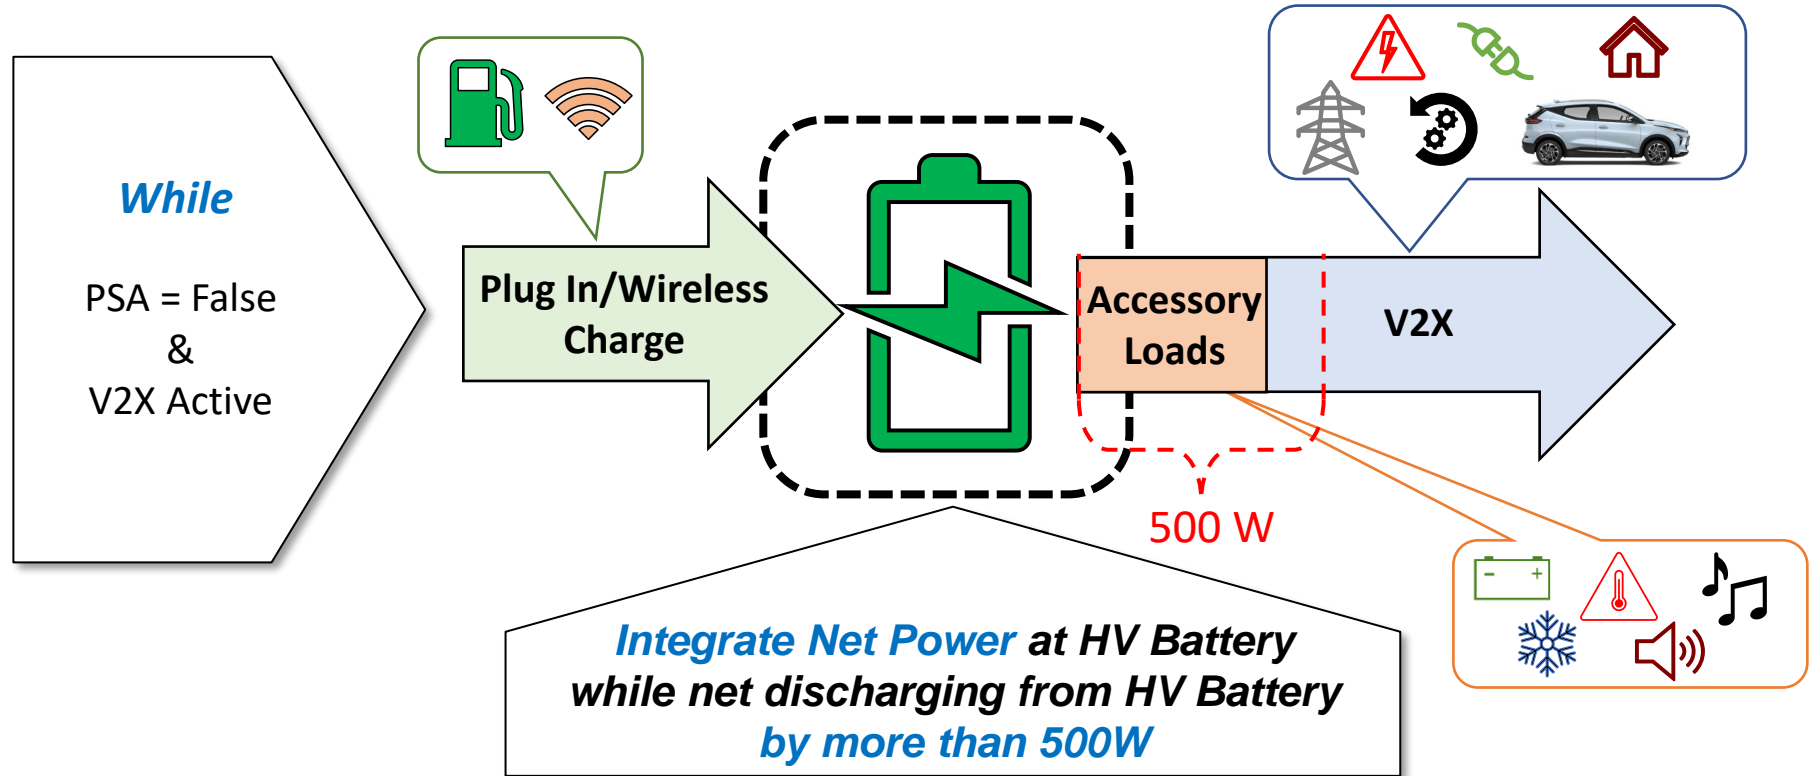 While
PSA = False
&
V2X Active
Plug In/Wireless
Charge
Accessory
Loads
V2X
500 W
- +
Integrate Net Power at HV Battery
while net discharging from HV Battery
by more than 500W